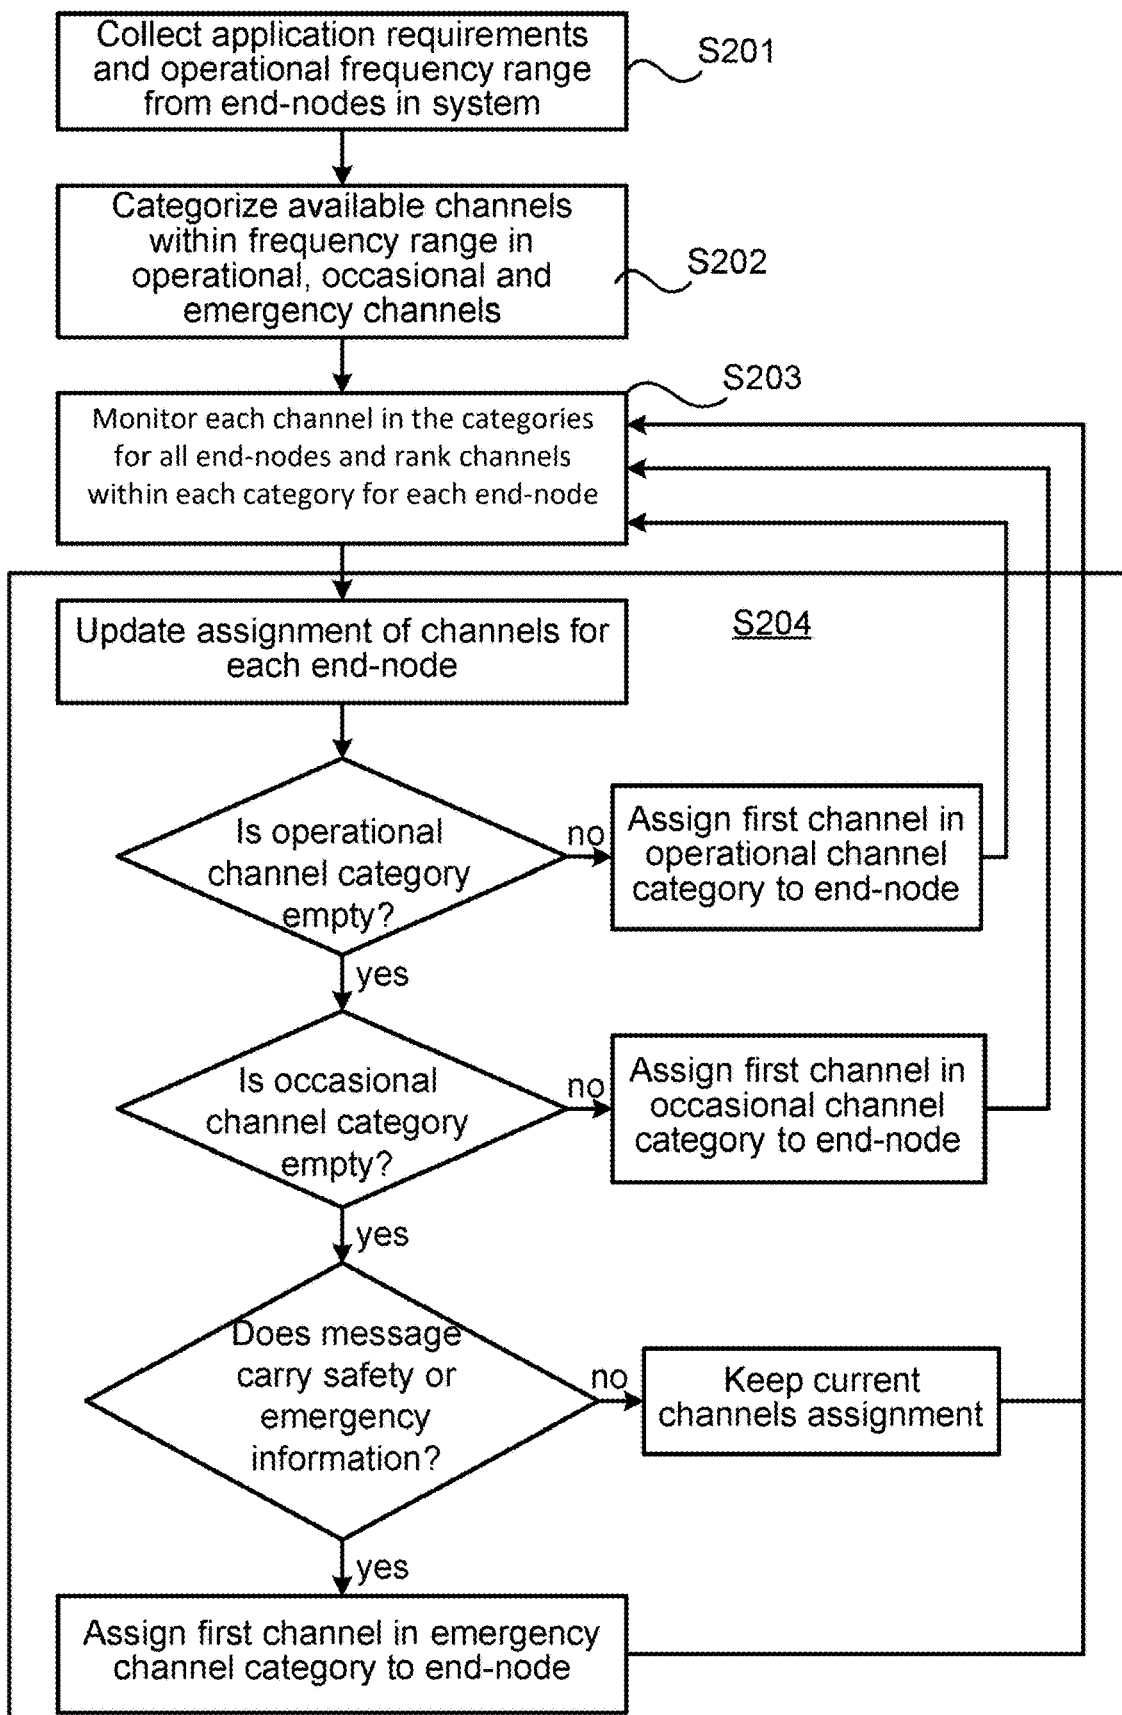 Collect application requirements
and operational frequency range
from end-nodes in system
S201
Categorize available channels
within frequency range in
operational, occasional and
emergency channels
S202
S203
Monitor each channel in the categories
for all end-nodes and rank channels
within each category for each end-node
Update assignment of channels for
each end-node
S204
Is operational
channel category
empty?
no
Assign first channel in
operational channel
category to end-node
yes
Is occasional
channel category
empty?
no
Assign first channel in
occasional channel
category to end-node
yes
Does message
carry safety or
emergency
information?
no
Keep current
channels assignment
yes
Assign first channel in emergency
channel category to end-node